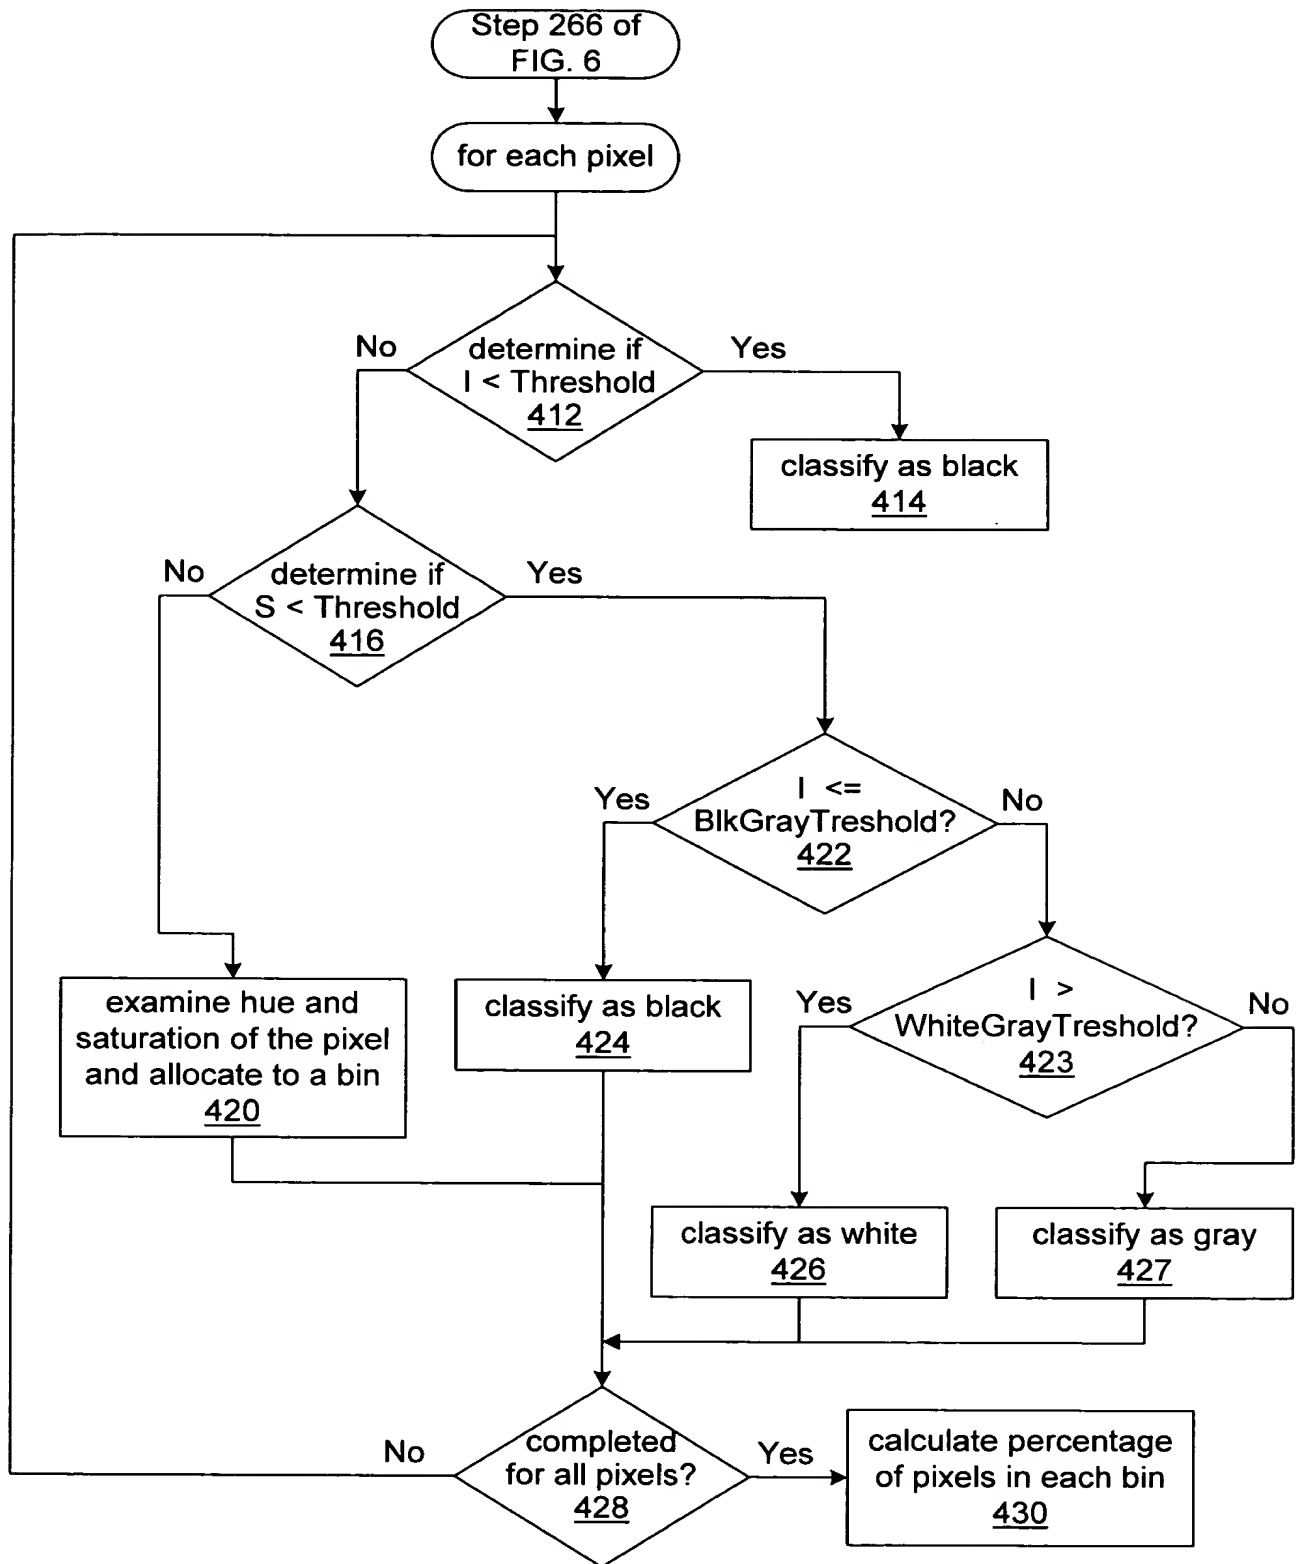 Step 266 of
FIG. 6
for each pixel
No
determine if
I < Threshold
412
Yes
classify as black
414
No
determine if
S < Threshold
416
Yes
Yes
I <=
BlkGrayTreshold?
422
No
examine hue and
saturation of the pixel
and allocate to a bin
420
classify as black
424
Yes
I >
WhiteGrayTreshold?
423
No
classify as white
426
classify as gray
427
No
completed
for all pixels?
428
Yes
calculate percentage
of pixels in each bin
430